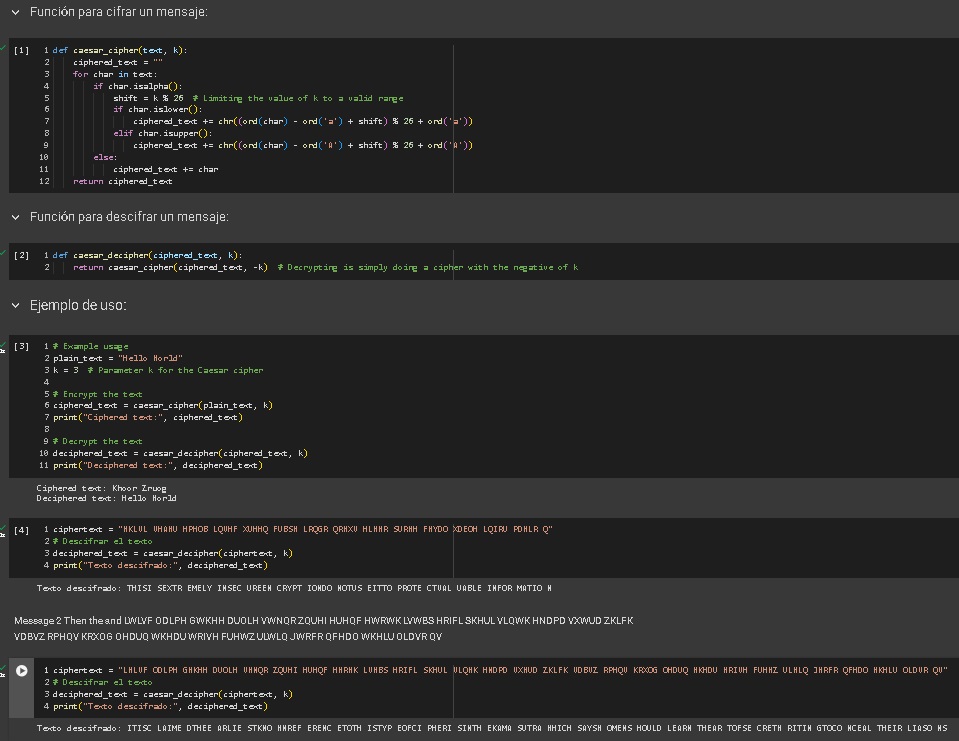 Función para cifrar un mensaje:
[1] 1 def caesar_cipher(text, k):
2 ciphered_text = ""
3 for char in text:
4 if char.isalpha():
5 shift = k % 26 # Limiting the value of k to a valid range
6 if char.islower():
7 ciphered_text += chr((ord(char) - ord('a') + shift) % 26 + ord('a'))
8 elif char.isupper():
9 ciphered_text += chr((ord(char) - ord('A') + shift) % 26 + ord('A'))
10 else:
11 ciphered_text += char
12 return ciphered_text
Función para descifrar un mensaje:
[2] 1 def caesar_decipher(ciphered_text, k):
2 return caesar_cipher(ciphered_text, -k) # Decrypting is simply doing a cipher with the negative of k
Ejemplo de uso:
[3] 1 # Example usage
2 plain_text = "Hello World"
3 k = 3 # Parameter k for the Caesar cipher
4
5 # Encrypt the text
6 ciphered_text = caesar_cipher(plain_text, k)
7 print("Ciphered text:", ciphered_text)
8
9 # Decrypt the text
10 deciphered_text = caesar_decipher(ciphered_text, k)
11 print("Deciphered text:", deciphered_text)
Ciphered text: Khoor Zruog
Deciphered text: Hello World
[4] 1 ciphertext = "WKLVL VHAWU HPHOB LQVHF XUHHQ FUBSW LRQGR QRWXV HLWWR SURWH FWYDO XDEOH LQIRU PDWLR Q"
2 # Descifrar el texto
3 deciphered_text = caesar_decipher(ciphertext, k)
4 print("Texto descifrado:", deciphered_text)
Texto descifrado: THISI SEXTR EMELY INSEC UREEN CRYPT IONDO NOTUS EITTO PROTE CTVAL UABLE INFOR MATIO N
Message 2 Then the and LWLVF ODLPH GWKHH DUOLH VWNQR ZQUHI HUHQF HWRWK LVWBS HRIFL SKHUL VLQWK HNDPD VXWUD ZKLFK
VDBVZ RPHQV KRXOG OHDUQ WKHDU WRIVH FUHWZ ULWLQ JWRFR QFHDO WKHLU OLDVR QV
1 ciphertext = "LWLVF ODLPH GWKHH DUOLH VWNQR ZQUHI HUHQF HWRWK LVWBS HRIFL SKHUL VLQWK HNDPD VXWUD ZKLFK VDBVZ RPHQV KRXOG OHDUQ WKHDU WRIVH FUHWZ ULWLQ JWRFR QFHDO WKHLU OLDVR QV"
2 # Descifrar el texto
3 deciphered_text = caesar_decipher(ciphertext, k)
4 print("Texto descifrado:", deciphered_text)
Texto descifrado: ITISC LAIME DTHEE ARLIE STKNO WNREF ERENC ETOTH ISTYP EOFCI PHERI SINTH EKAMA SUTRA WHICH SAYSW OMENS HOULD LEARN THEAR TOFSE CRETW RITIN GTOCO NCEAL THEIR LIASO NS